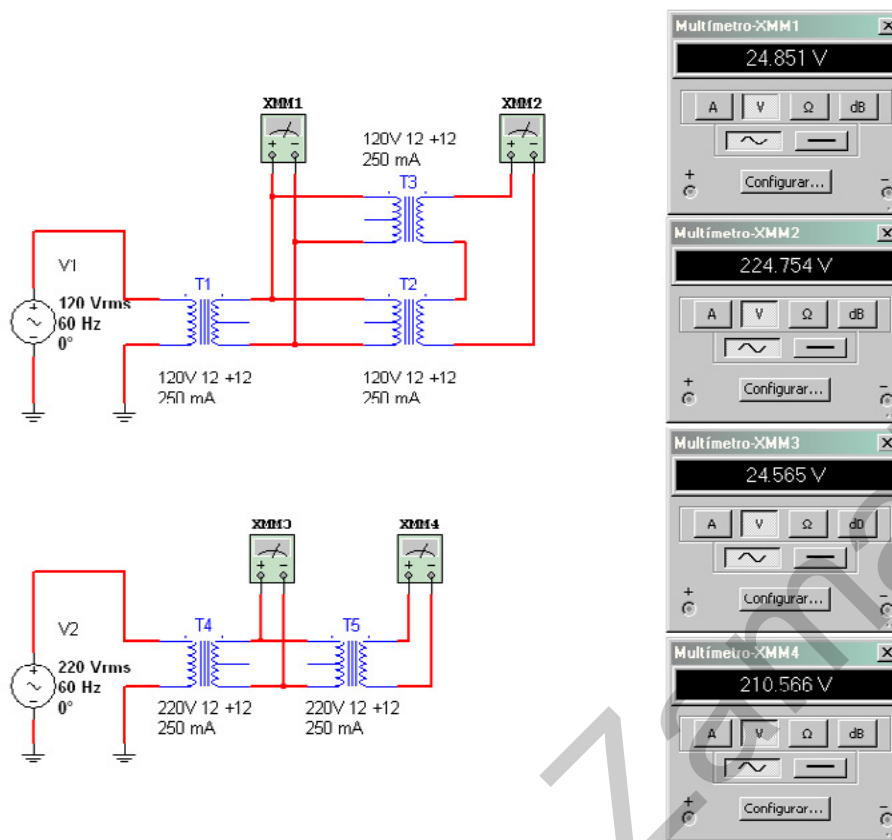 XMM1
XMM2
120V 12 +12
250 mA
T3
V1
T1
T2
120 Vrms
60 Hz
0°
120V 12 +12
250 mA
120V 12 +12
250 mA
XMM3
XMM4
V2
T4
T5
220 Vrms
60 Hz
0°
220V 12 +12
250 mA
220V 12 +12
250 mA
Multímetro-XMM1
24.851 V
A V Ω dB
Configurar...
Multímetro-XMM2
224.754 V
A V Ω dB
Configurar...
Multímetro-XMM3
24.565 V
A V Ω dB
Configurar...
Multímetro-XMM4
210.566 V
A V Ω dB
Configurar...